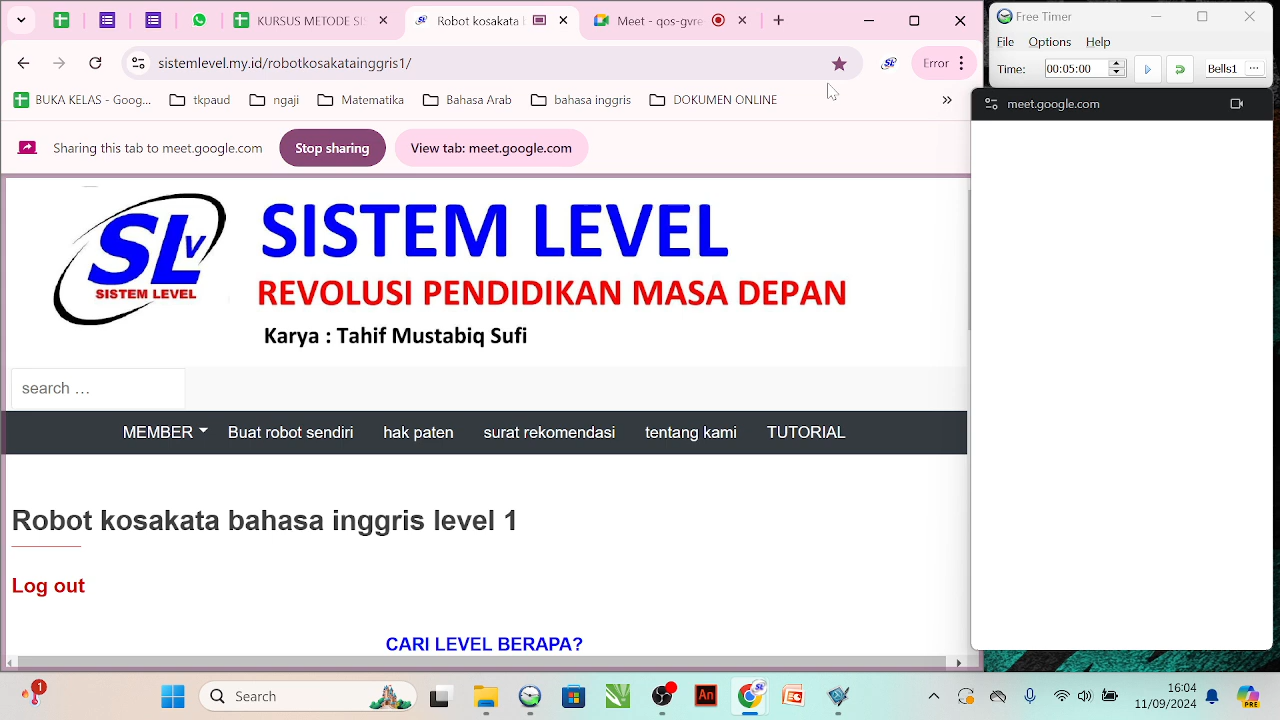 KURSUS METODE SI
Robot kosakata
Meet - qos-gvre
sistemlevel.my.id/robotkosakatainggris1/
Error
BUKA KELAS - Goog...
tkpaud
ngaji
Matematika
Bahasa Arab
bahasa inggris
DOKUMEN ONLINE
Sharing this tab to meet.google.com
Stop sharing
View tab: meet.google.com
Free Timer
File Options Help
Time: 00:05:00 Bells1 ...
meet.google.com
SLV
SISTEM LEVEL
SISTEM LEVEL
REVOLUSI PENDIDIKAN MASA DEPAN
Karya : Tahif Mustabiq Sufi
search …
MEMBER Buat robot sendiri hak paten surat rekomendasi tentang kami TUTORIAL
Robot kosakata bahasa inggris level 1
Log out
CARI LEVEL BERAPA?
1
Search
An
16:04
11/09/2024
PRE